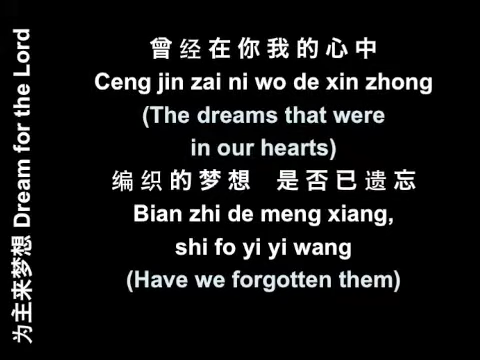 为主来梦想 Dream for the Lord
曾经在你我的心中
Ceng jin zai ni wo de xin zhong
(The dreams that were
in our hearts)
编织的梦想 是否已遗忘
Bian zhi de meng xiang,
shi fo yi yi wang
(Have we forgotten them)